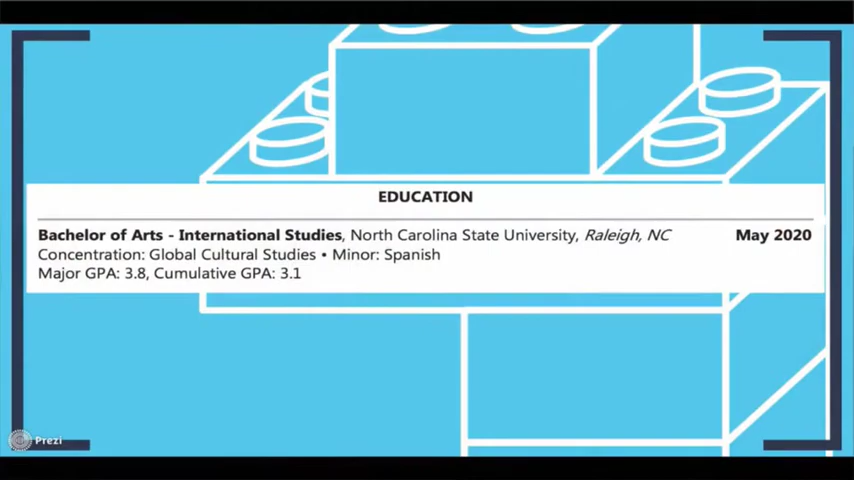 EDUCATION
Bachelor of Arts - International Studies, North Carolina State University, Raleigh, NC May 2020
Concentration: Global Cultural Studies • Minor: Spanish
Major GPA: 3.8, Cumulative GPA: 3.1
Prezi